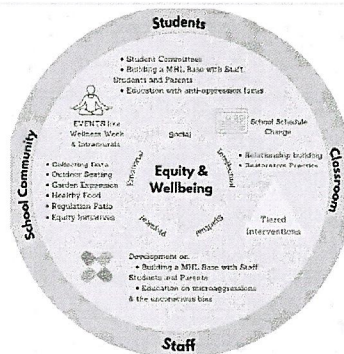 Students
• Student Committees
• Building a MHL Base with Staff
Students and Parents
• Education with anti-oppression focus
EVENTS like
Wellness Week
& Intramurals
Social
School Schedule
Change
School Community
• Collecting Data
• Outdoor Seating
• Garden Expression
• Healthy Food
• Regulation Patio
• Equity Initiatives
Emotional
Equity &
Wellbeing
Intellectual
• Relationship building
• Restorative Practice
Classroom
Physical
Spiritual
Tiered
Interventions
Development on
• Building a MHL Base with Staff
Students and Parents
• Education on microaggressions
& the unconscious bias
Staff